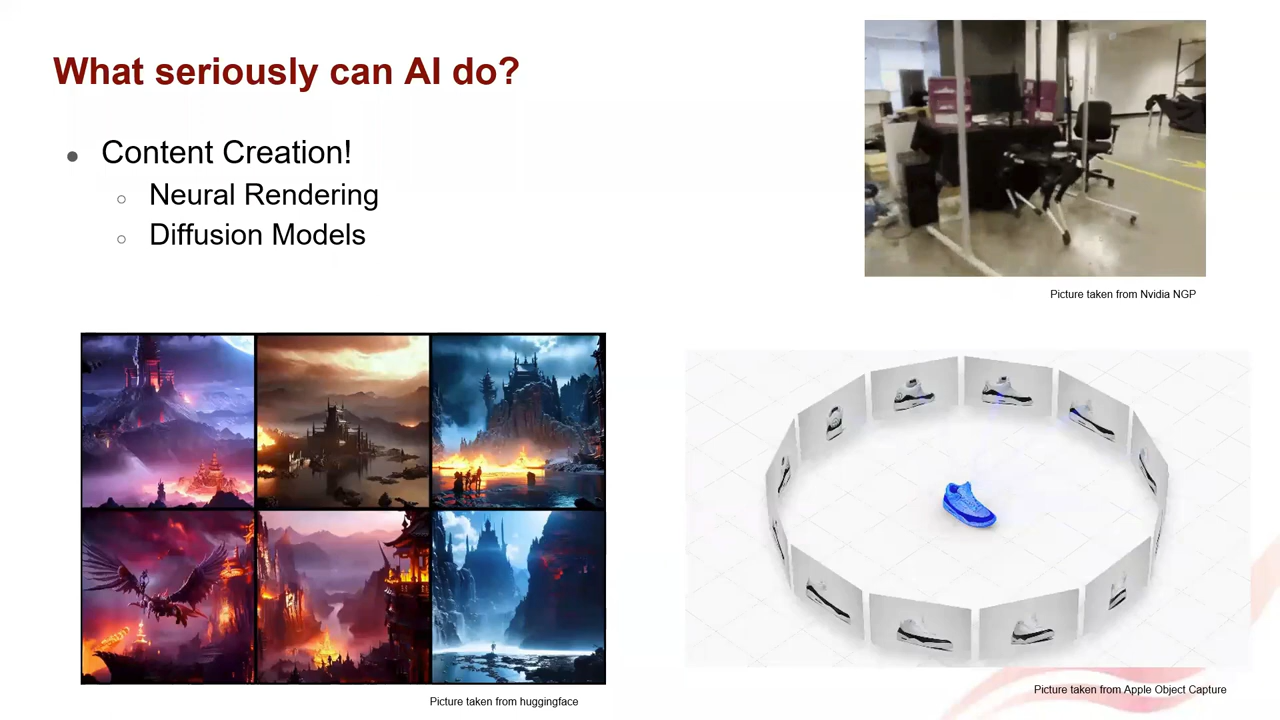 What seriously can AI do?
Content Creation!
Neural Rendering
Diffusion Models
Picture taken from Nvidia NGP
Picture taken from huggingface
Picture taken from Apple Object Capture